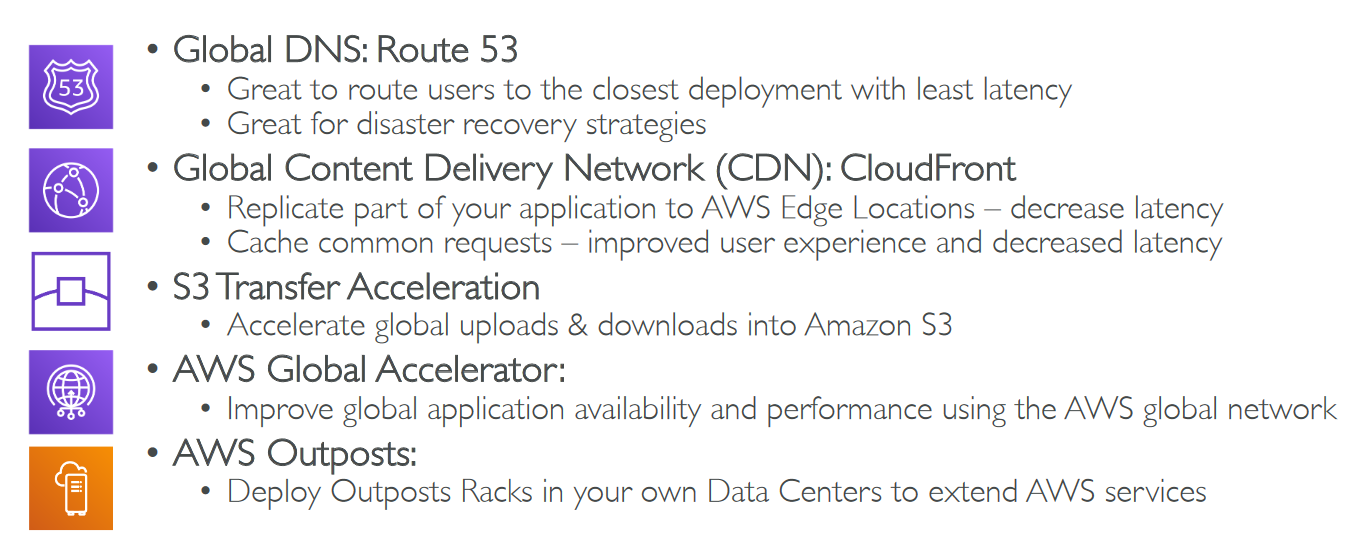 • Global DNS: Route 53
• Great to route users to the closest deployment with least latency
• Great for disaster recovery strategies
• Global Content Delivery Network (CDN): CloudFront
• Replicate part of your application to AWS Edge Locations – decrease latency
• Cache common requests – improved user experience and decreased latency
• S3 Transfer Acceleration
• Accelerate global uploads & downloads into Amazon S3
• AWS Global Accelerator:
• Improve global application availability and performance using the AWS global network
• AWS Outposts:
• Deploy Outposts Racks in your own Data Centers to extend AWS services
53